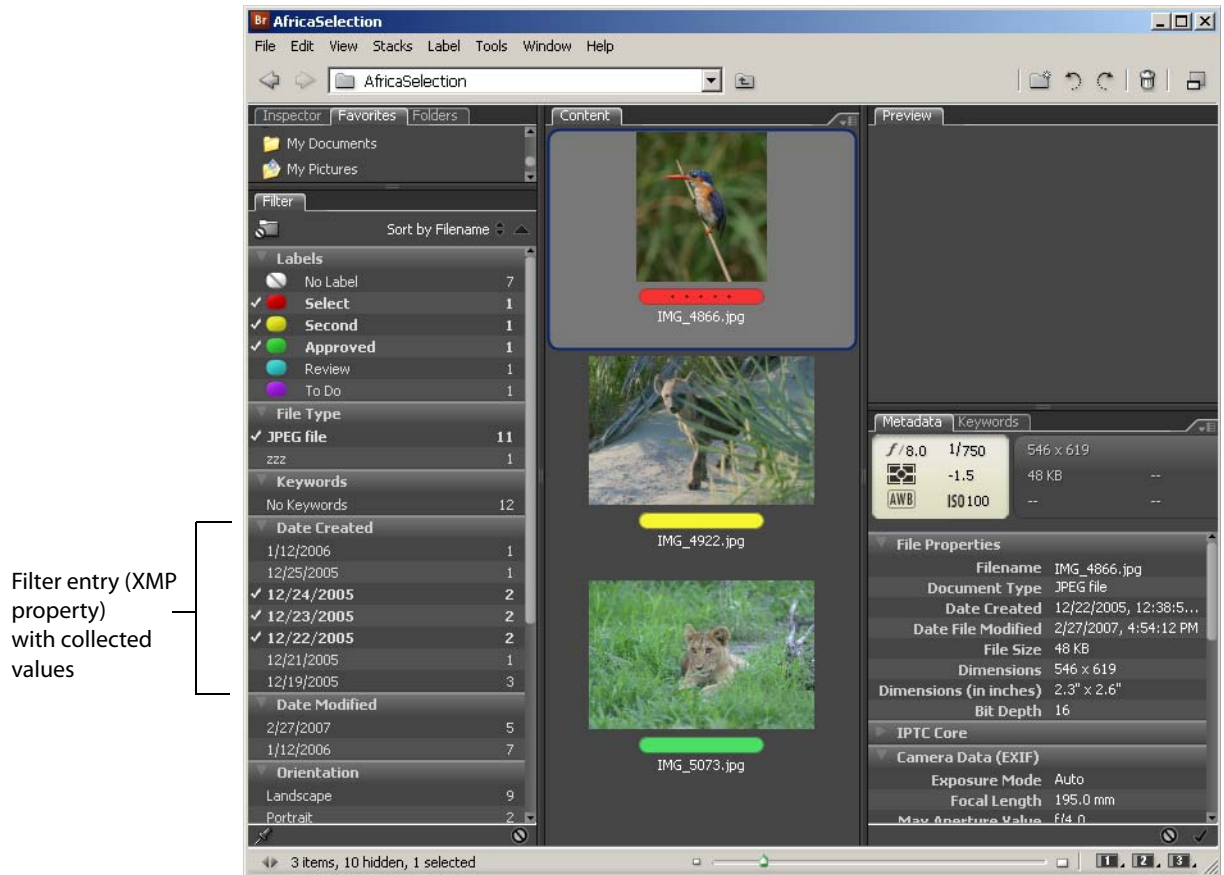 Br AfricaSelection
File Edit View Stacks Label Tools Window Help
AfricaSelection
Inspector Favorites Folders
My Documents
My Pictures
Filter
Sort by Filename
Labels
No Label 7
Select 1
Second 1
Approved 1
Review 1
To Do 1
File Type
JPEG file 11
zzz 1
Keywords
No Keywords 12
Date Created
1/12/2006 1
12/25/2005 1
12/24/2005 2
12/23/2005 2
12/22/2005 2
12/21/2005 1
12/19/2005 3
Date Modified
2/27/2007 5
1/12/2006 7
Orientation
Landscape 9
Portrait 2
Filter entry (XMP
property)
with collected
values
Content
IMG_4866.jpg
IMG_4922.jpg
IMG_5073.jpg
Preview
Metadata Keywords
f/8.0 1/750
-1.5
AWB ISO100
546 x 619
48 KB --
-- --
File Properties
Filename IMG_4866.jpg
Document Type JPEG file
Date Created 12/22/2005, 12:38:5...
Date File Modified 2/27/2007, 4:54:12 PM
File Size 48 KB
Dimensions 546 x 619
Dimensions (in inches) 2.3" x 2.6"
Bit Depth 16
IPTC Core
Camera Data (EXIF)
Exposure Mode Auto
Focal Length 195.0 mm
Max Aperture Value f/4.0
3 items, 10 hidden, 1 selected
1 2 3